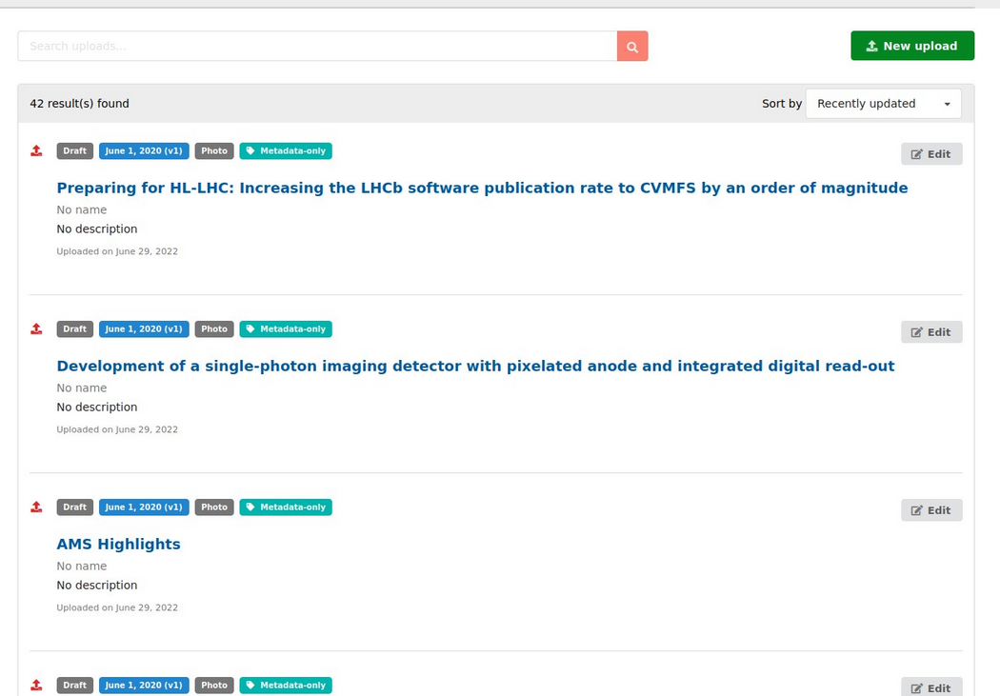 Search uploads...
New upload
42 result(s) found
Sort by Recently updated
Draft June 1, 2020 (v1) Photo Metadata-only
Edit
Preparing for HL-LHC: Increasing the LHCb software publication rate to CVMFS by an order of magnitude
No name
No description
Uploaded on June 29, 2022
Draft June 1, 2020 (v1) Photo Metadata-only
Edit
Development of a single-photon imaging detector with pixelated anode and integrated digital read-out
No name
No description
Uploaded on June 29, 2022
Draft June 1, 2020 (v1) Photo Metadata-only
Edit
AMS Highlights
No name
No description
Uploaded on June 29, 2022
Draft June 1, 2020 (v1) Photo Metadata-only
Edit